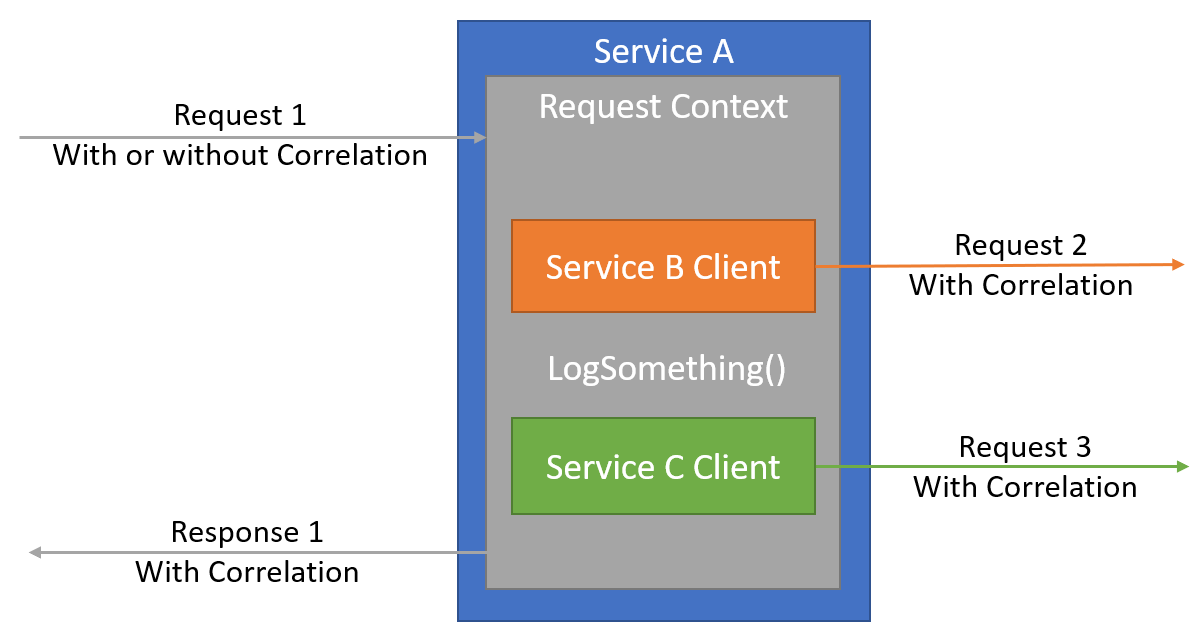 Service A
Request Context
Request 1
With or without Correlation
Service B Client
Request 2
With Correlation
LogSomething()
Service C Client
Request 3
With Correlation
Response 1
With Correlation